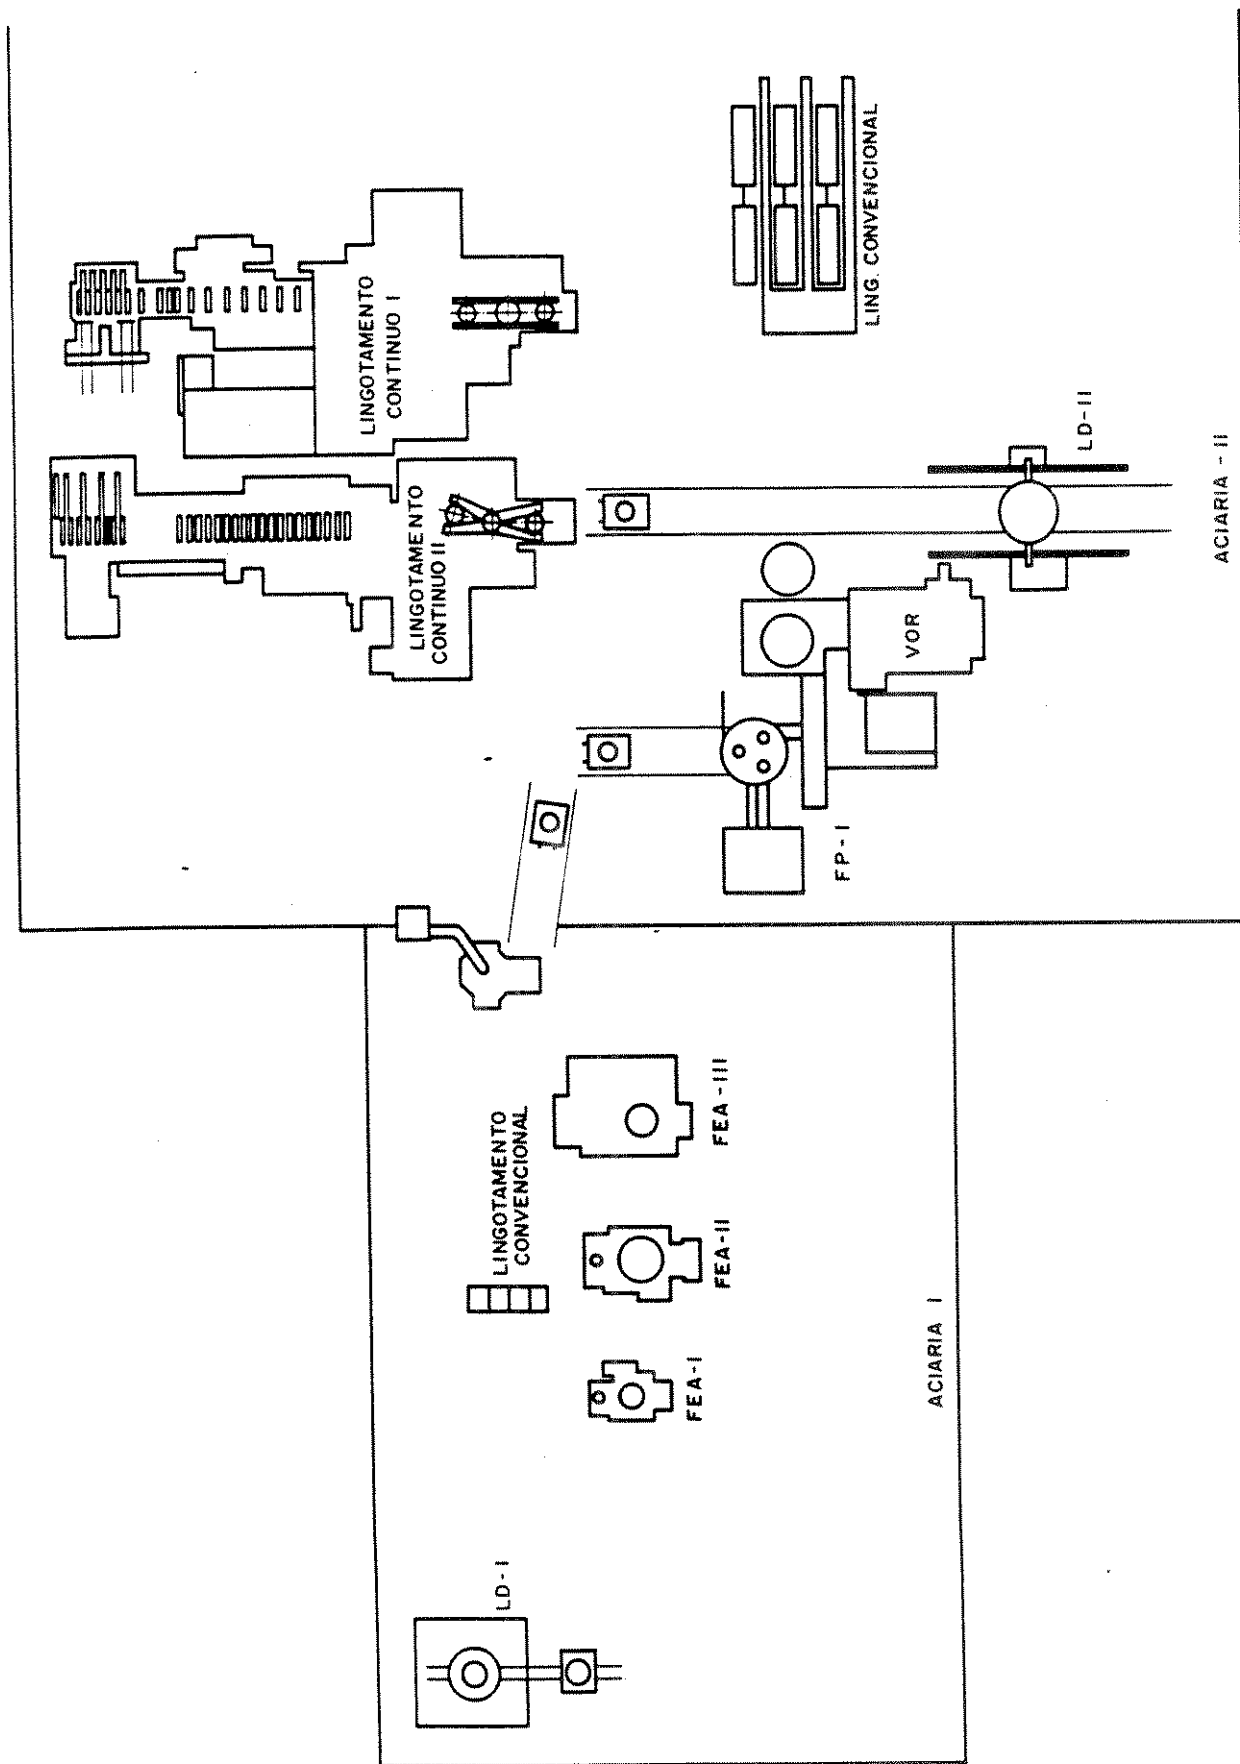 LINGOTAMENTO
CONTINUO I
LINGOTAMENTO
CONTINUO II
LING. CONVENCIONAL
LD-II
ACIARIA - II
VOR
FP-I
LINGOTAMENTO
CONVENCIONAL
FEA-III
FEA-II
FEA-I
ACIARIA I
LD-I